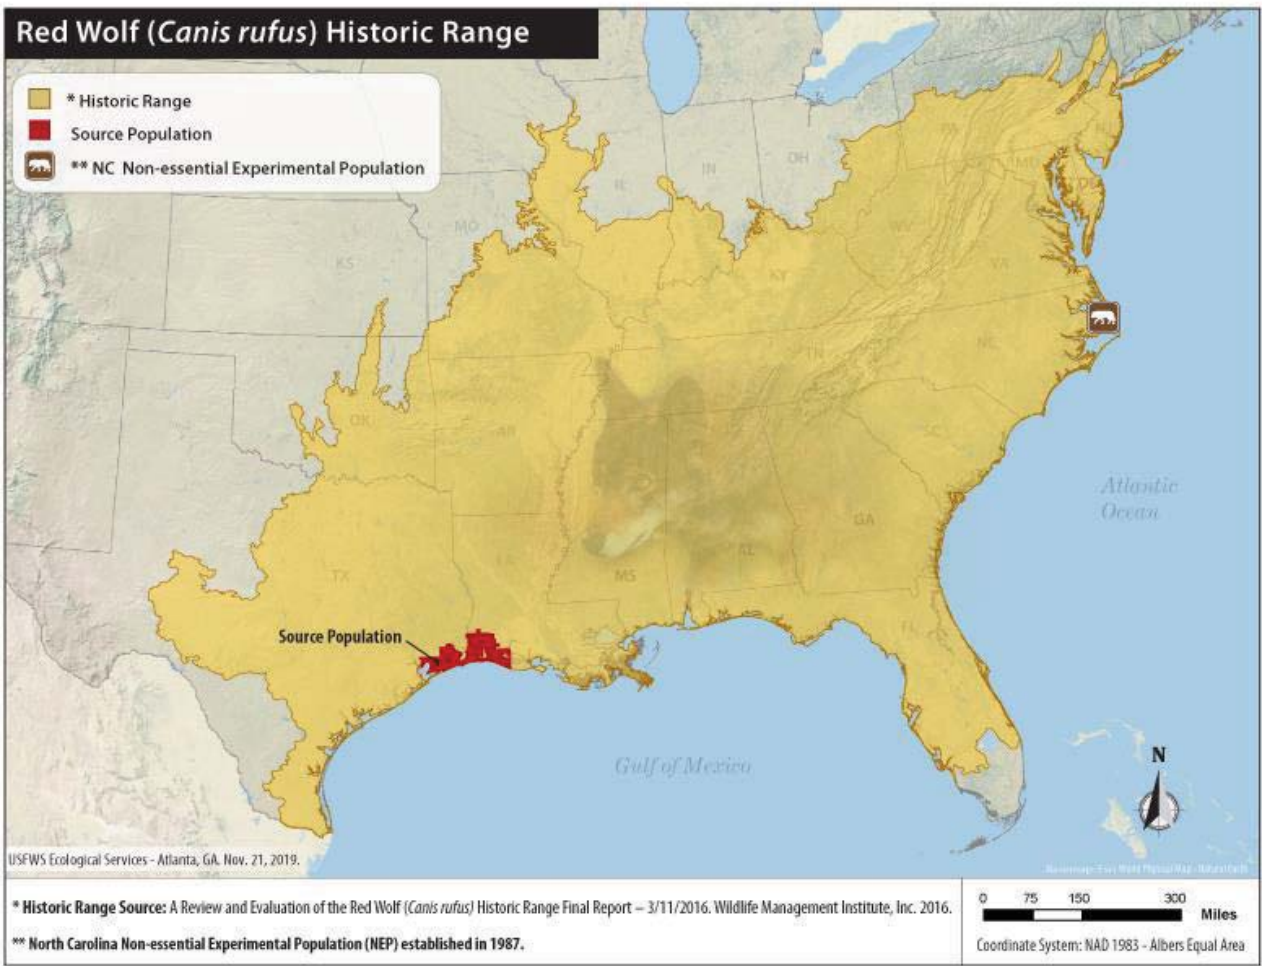 Red Wolf (Canis rufus) Historic Range
* Historic Range
Source Population
** NC Non-essential Experimental Population
PA
NJ
MD
DE
OH
IN
IL
WV
VA
MO
KS
KY
NC
TN
OK
AR
SC
GA
AL
MS
LA
TX
FL
Atlantic
Ocean
Source Population
Gulf of Mexico
N
USFWS Ecological Services - Atlanta, GA. Nov. 21, 2019.
* Historic Range Source: A Review and Evaluation of the Red Wolf (Canis rufus) Historic Range Final Report – 3/11/2016. Wildlife Management Institute, Inc. 2016.
** North Carolina Non-essential Experimental Population (NEP) established in 1987.
0 75 150 300
Miles
Coordinate System: NAD 1983 - Albers Equal Area